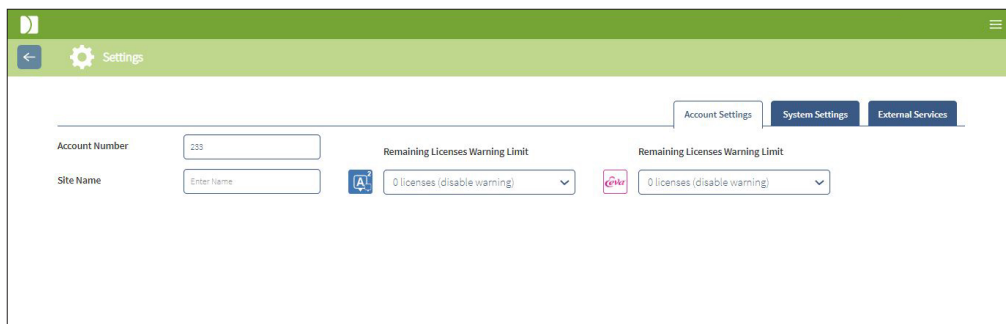 Settings
Account Settings
System Settings
External Services
Account Number
233
Remaining Licenses Warning Limit
Remaining Licenses Warning Limit
Site Name
Enter Name
A
0 licenses (disable warning)
0 licenses (disable warning)